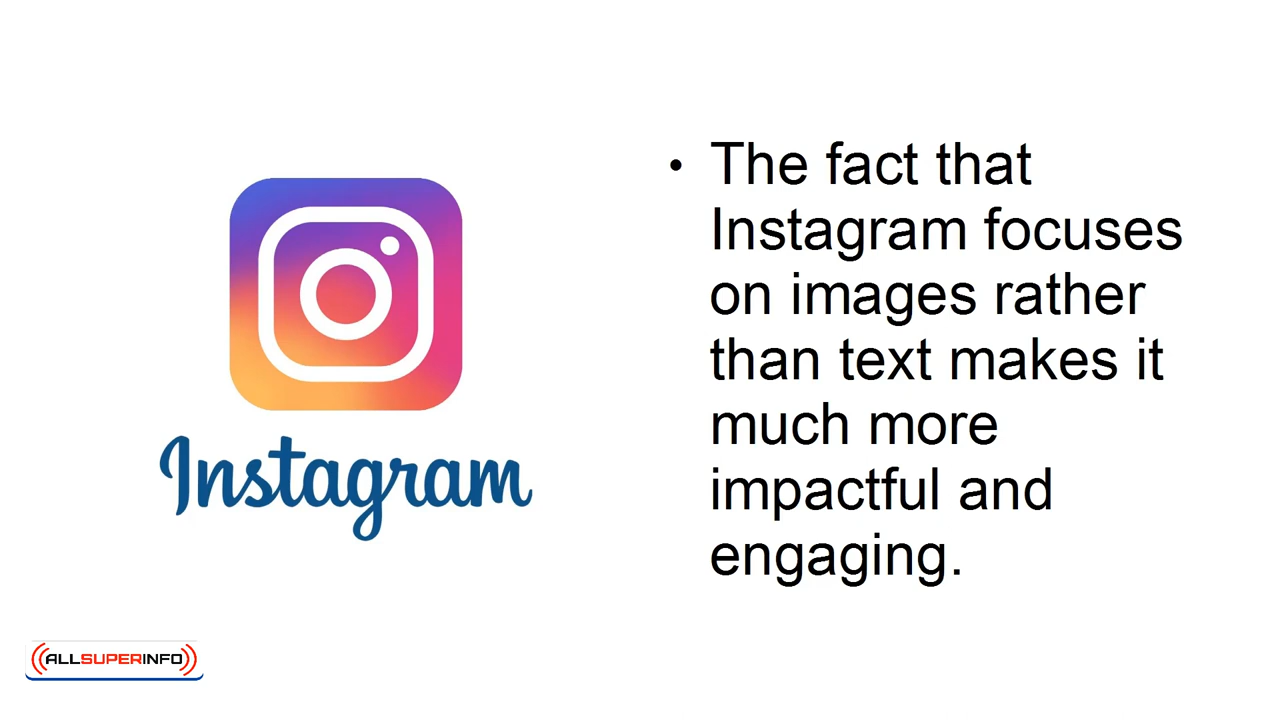 • The fact that
Instagram focuses
on images rather
than text makes it
much more
impactful and
engaging.
Instagram
ALLSUPERINFO